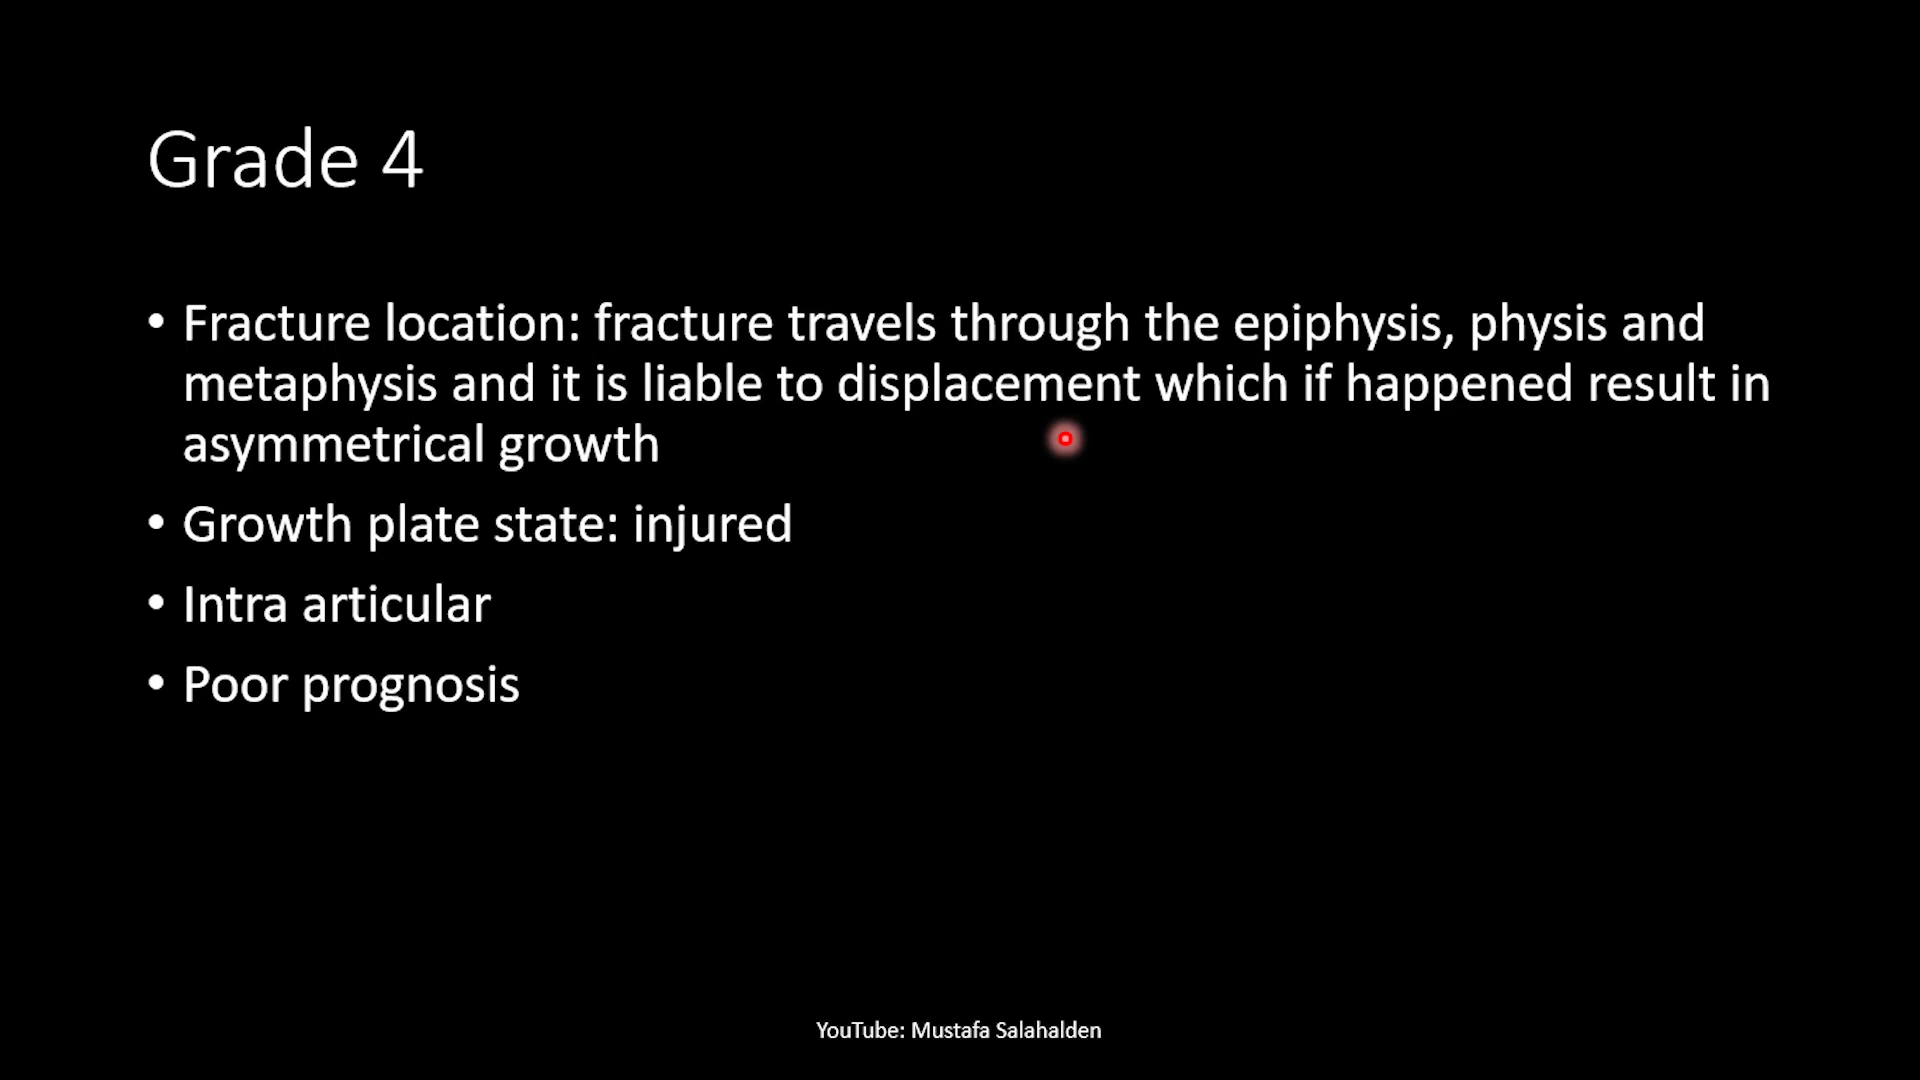 Grade 4
• Fracture location: fracture travels through the epiphysis, physis and
metaphysis and it is liable to displacement which if happened result in
asymmetrical growth
• Growth plate state: injured
• Intra articular
• Poor prognosis
YouTube: Mustafa Salahalden